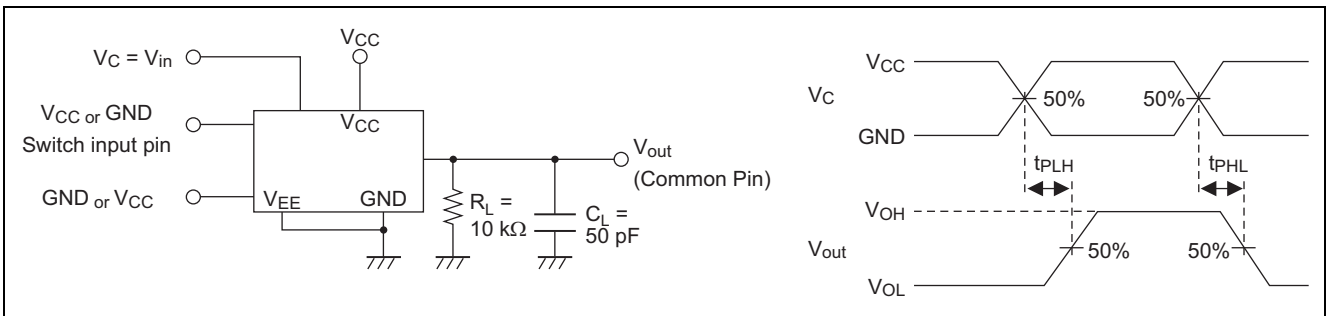 VC = Vin
VCC
VCC or GND
Switch input pin
VCC
GND or VCC
VEE
GND
RL =
10 kΩ
CL =
50 pF
Vout
(Common Pin)
VCC
VC
GND
50%
50%
tPLH
tPHL
VOH
Vout
VOL
50%
50%